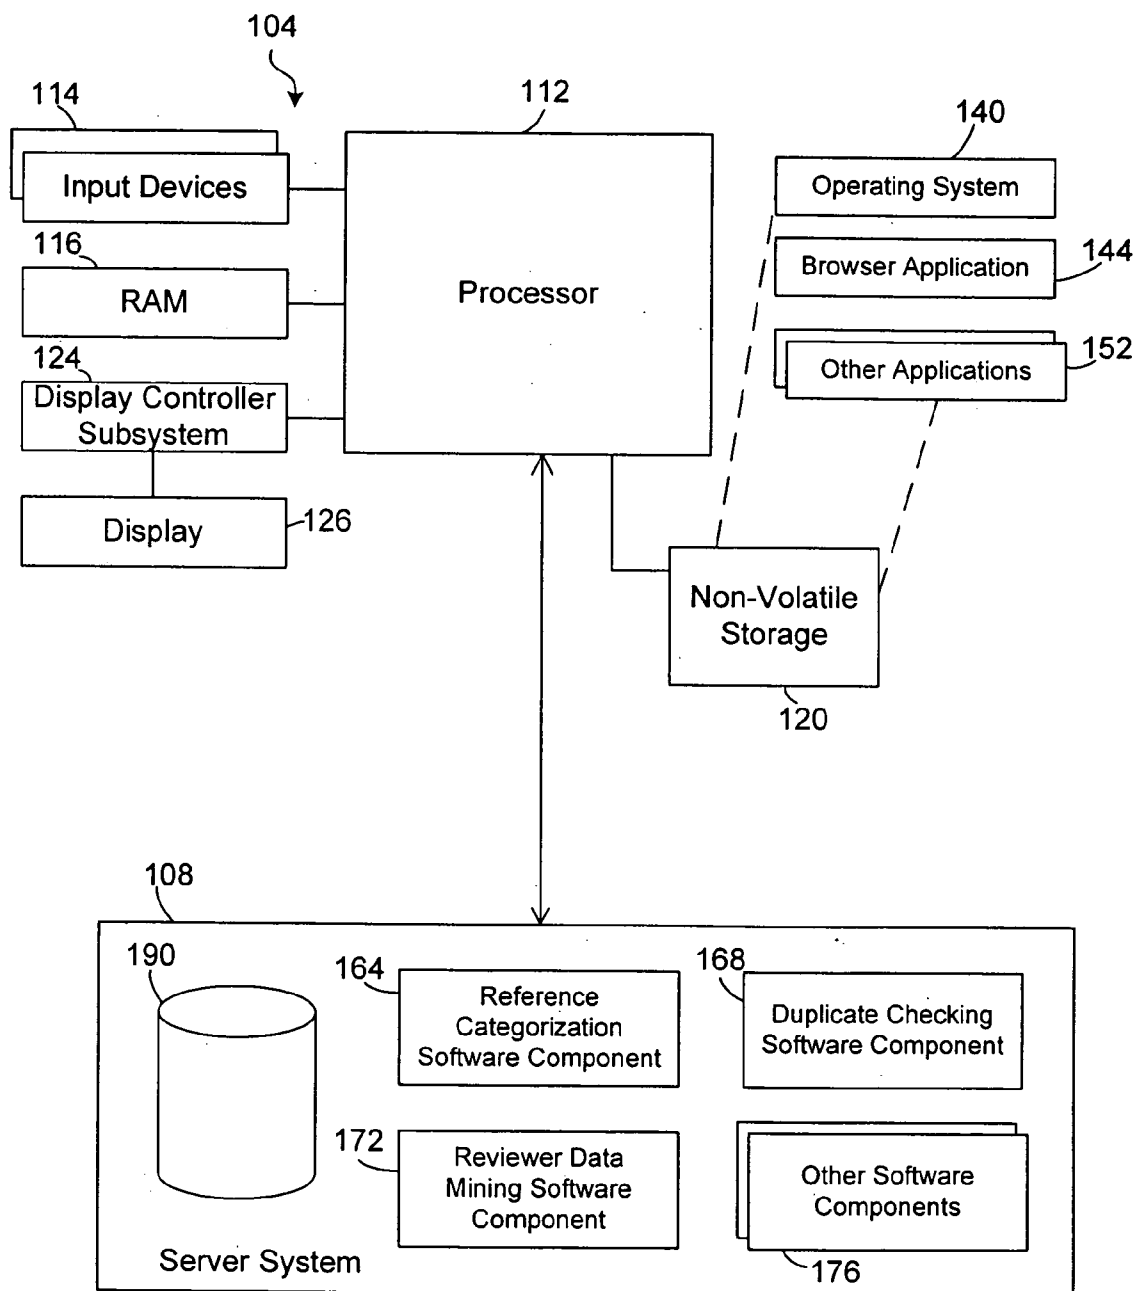 104
114
112
140
Input Devices
Operating System
116
Browser Application
144
RAM
Processor
124
152
Other Applications
Display Controller
Subsystem
Display
126
Non-Volatile
Storage
120
108
190
164
168
Reference
Categorization
Software Component
Duplicate Checking
Software Component
172
Reviewer Data
Mining Software
Component
Other Software
Components
Server System
176